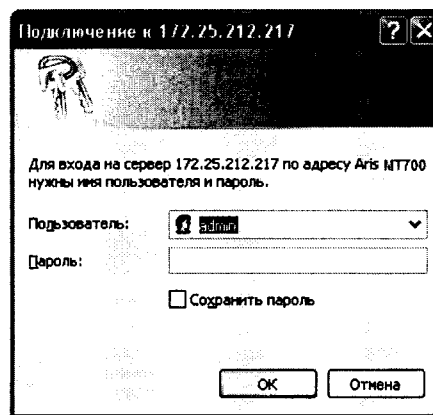 Подключение к 172.25.212.217
Для входа на сервер 172.25.212.217 по адресу Aris MT700
нужны имя пользователя и пароль.
Пользователь:
admin
Пароль:
Сохранить пароль
ОК
Отмена